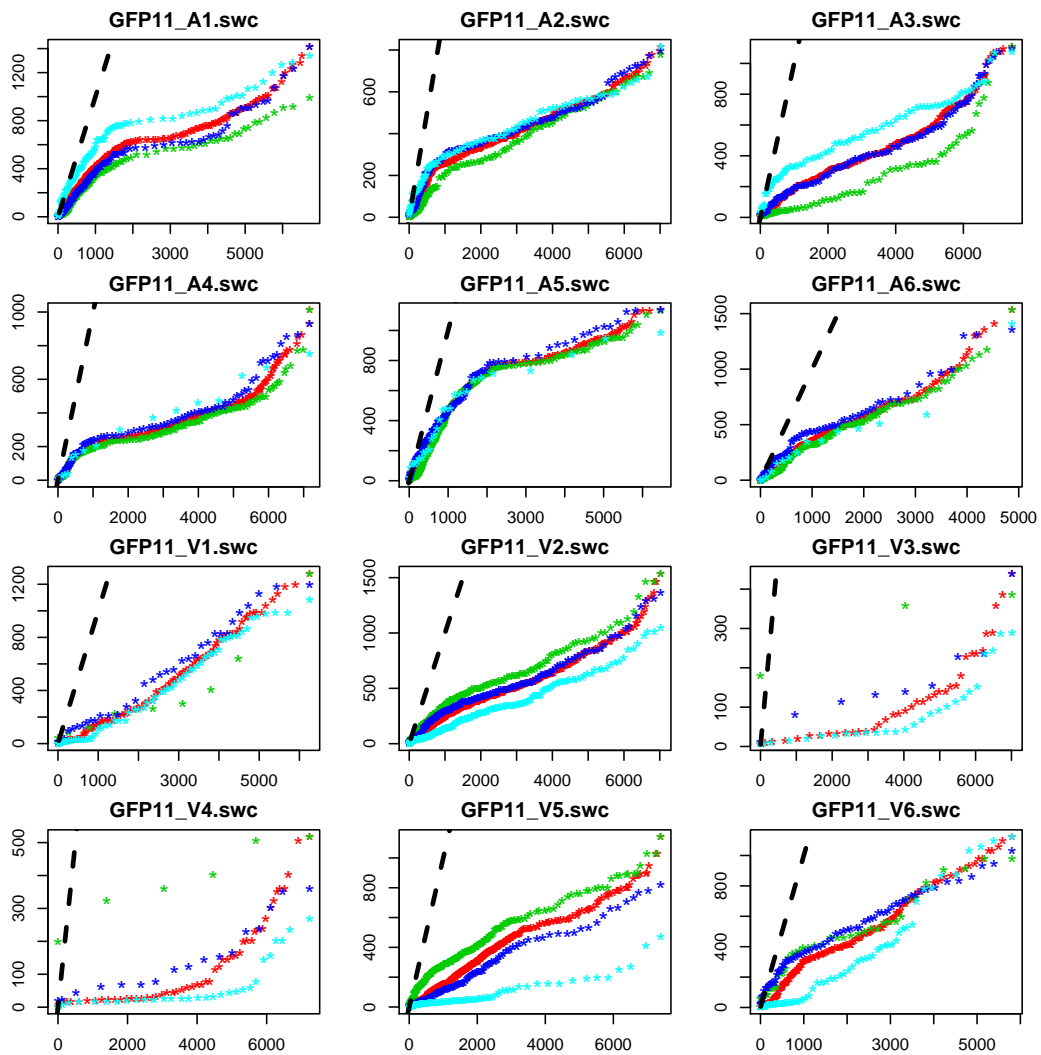 GFP11_A1.swc GFP11_A2.swc GFP11_A3.swc
0 400 800 1200 0 200 600 0 400 800
0 1000 3000 5000 0 2000 4000 6000 0 2000 4000 6000
GFP11_A4.swc GFP11_A5.swc GFP11_A6.swc
0 200 600 1000 0 400 800 0 500 1000 1500
0 2000 4000 6000 0 1000 3000 5000 0 1000 2000 3000 4000 5000
GFP11_V1.swc GFP11_V2.swc GFP11_V3.swc
0 400 800 1200 0 500 1000 1500 0 100 300
0 1000 3000 5000 0 2000 4000 6000 0 2000 4000 6000
GFP11_V4.swc GFP11_V5.swc GFP11_V6.swc
0 100 300 500 0 400 800 0 400 800
0 2000 4000 6000 0 2000 4000 6000 0 1000 3000 5000